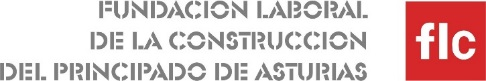 FUNDACION LABORAL
DE LA CONSTRUCCION
DEL PRINCIPADO DE ASTURIAS
flc